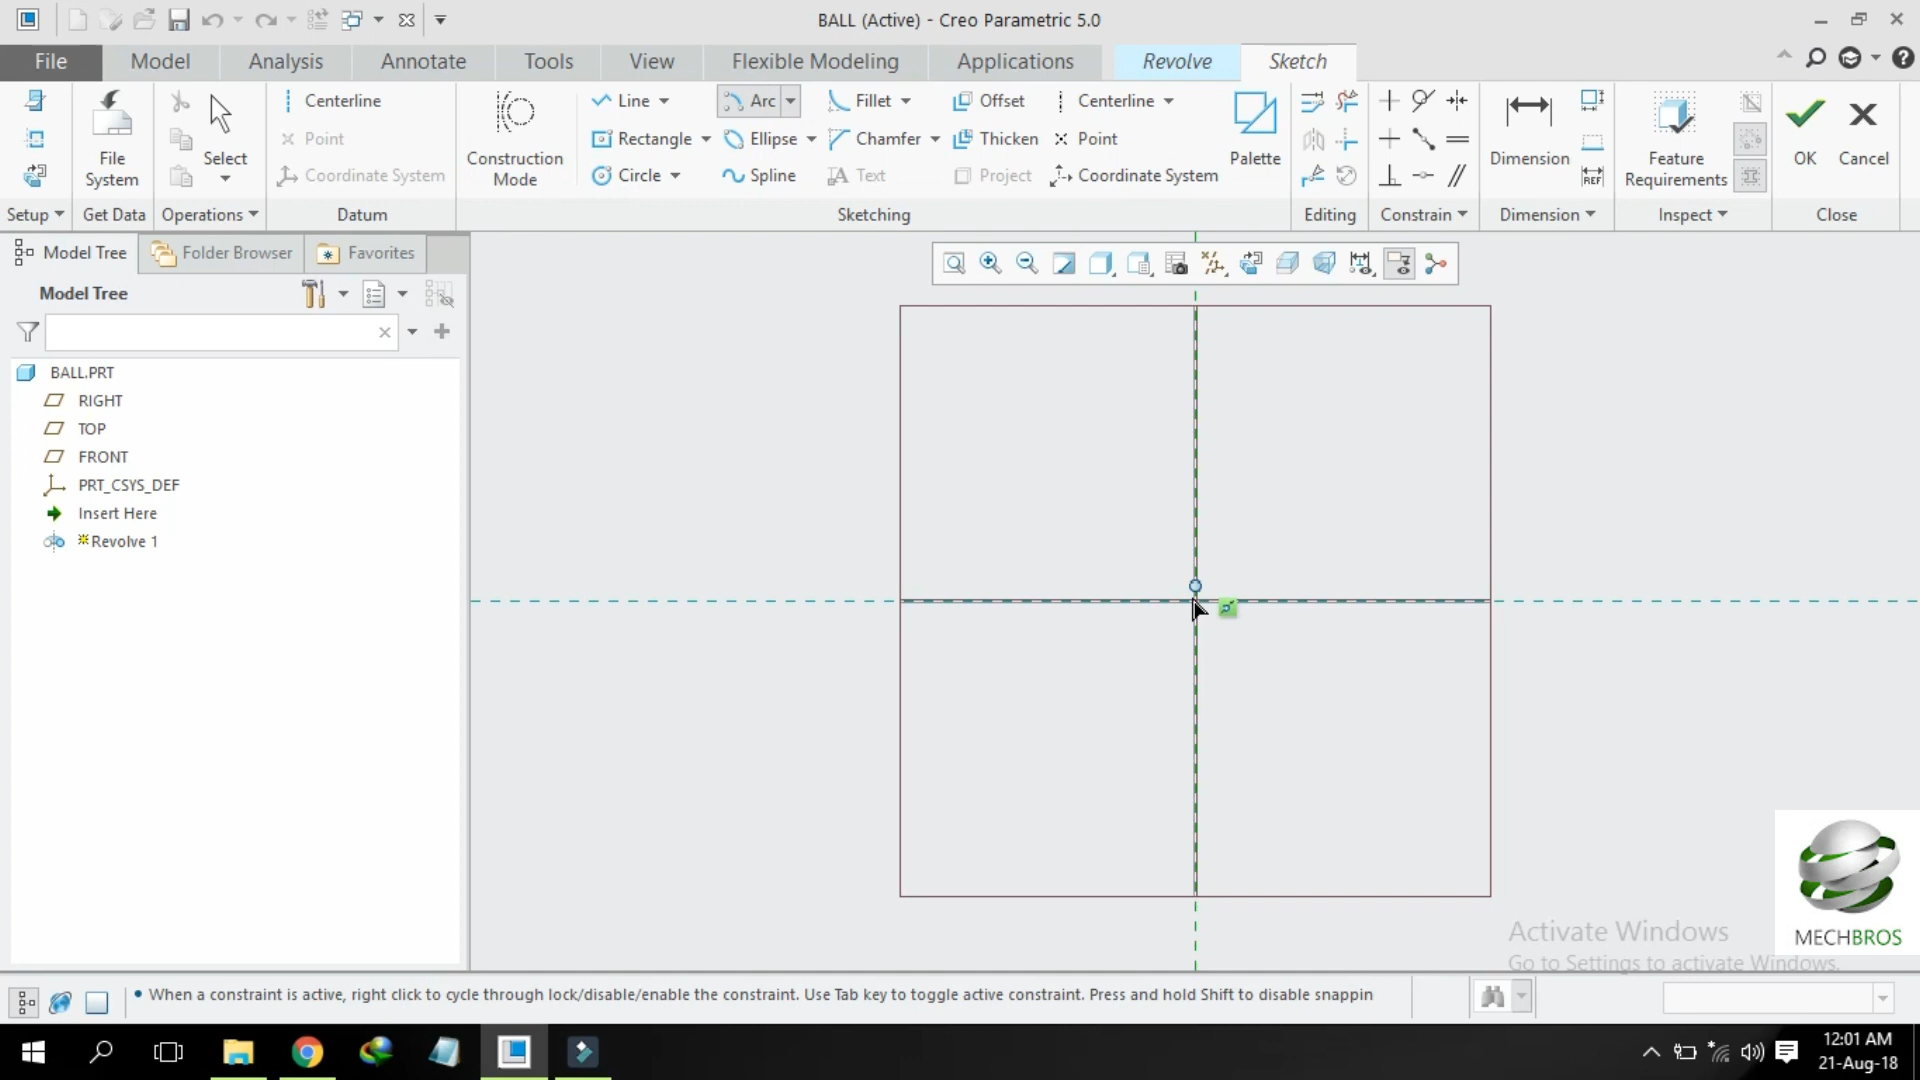 BALL (Active) - Creo Parametric 5.0
File Model Analysis Annotate Tools View Flexible Modeling Applications Revolve Sketch
Centerline Line Arc Fillet Offset Centerline
Point Rectangle Ellipse Chamfer Thicken Point
File System Select Construction Mode Palette Dimension Feature Requirements OK Cancel
REF
Coordinate System Circle Spline Text Project Coordinate System
Setup Get Data Operations Datum Sketching Editing Constrain Dimension Inspect Close
Model Tree Folder Browser Favorites
Model Tree
BALL.PRT
RIGHT
TOP
FRONT
PRT_CSYS_DEF
Insert Here
Revolve 1
MECHBROS
Activate Windows
Go to Settings to activate Windows.
When a constraint is active, right click to cycle through lock/disable/enable the constraint. Use Tab key to toggle active constraint. Press and hold Shift to disable snappin
12:01 AM
21-Aug-18